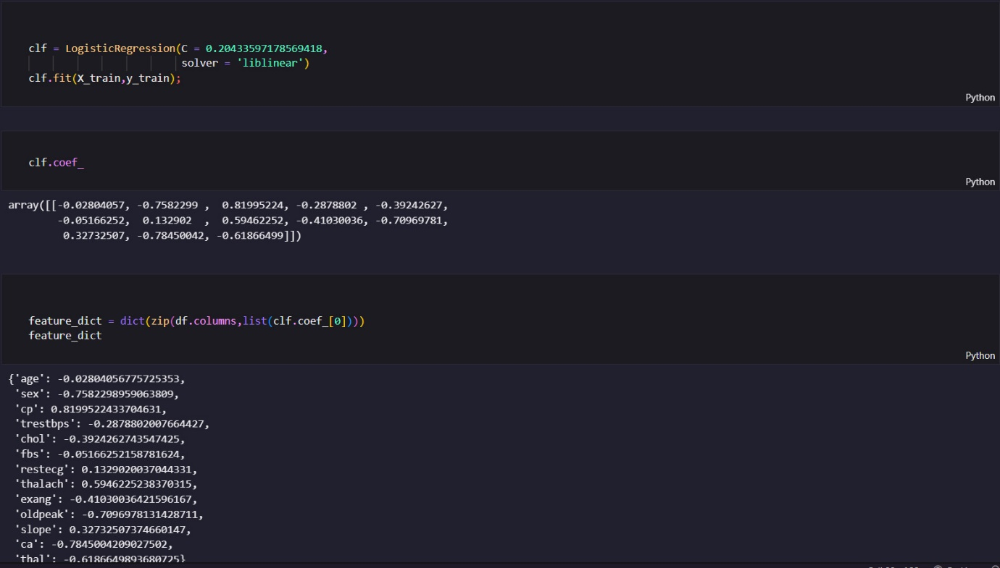 clf = LogisticRegression(C = 0.20433597178569418,
solver = 'liblinear')
clf.fit(X_train,y_train);
Python
clf.coef_
Python
array([[-0.02804057, -0.7582299 ,  0.81995224, -0.2878802 , -0.39242627,
-0.05166252,  0.132902  ,  0.59462252, -0.41030036, -0.70969781,
0.32732507, -0.78450042, -0.61866499]])
feature_dict = dict(zip(df.columns,list(clf.coef_[0])))
feature_dict
Python
{'age': -0.02804056775725353,
'sex': -0.7582298959063809,
'cp': 0.8199522433704631,
'trestbps': -0.2878802007664427,
'chol': -0.3924262743547425,
'fbs': -0.05166252158781624,
'restecg': 0.1329020037044331,
'thalach': 0.5946225238370315,
'exang': -0.41030036421596167,
'oldpeak': -0.7096978131428711,
'slope': 0.32732507374660147,
'ca': -0.7845004209027502,
'thal': -0.6186649893680725}